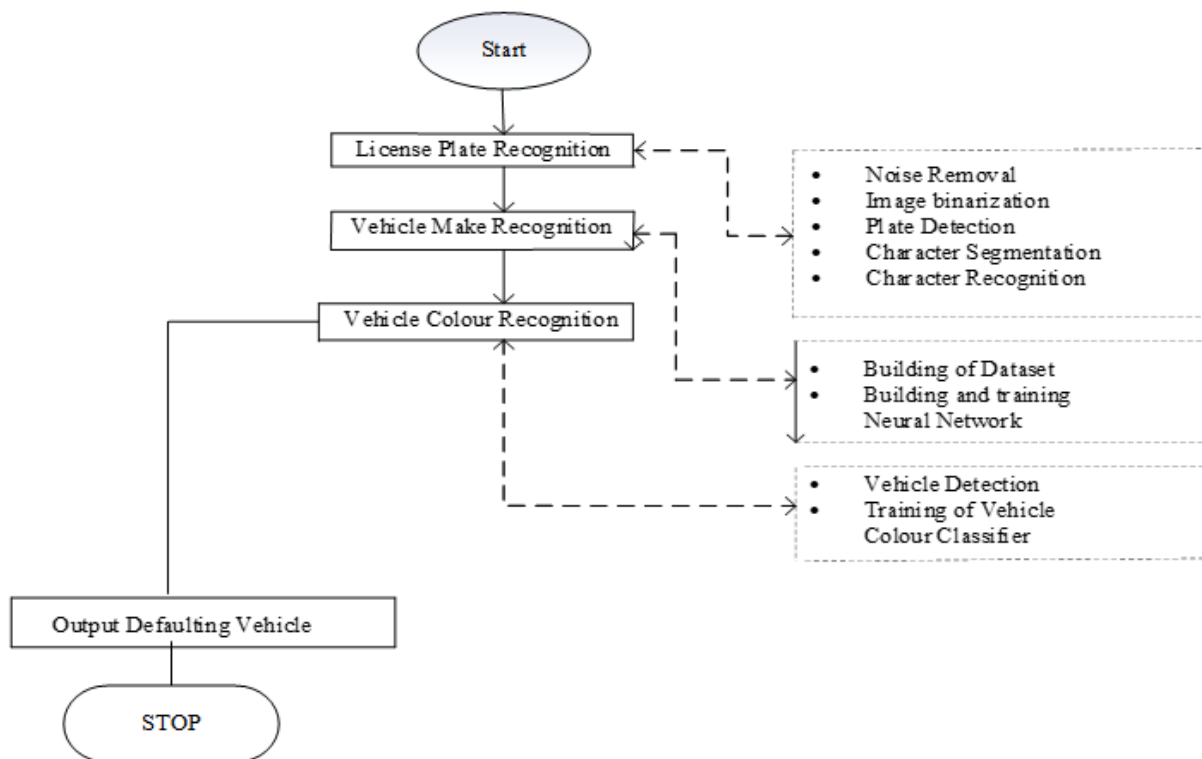 Start
License Plate Recognition
Vehicle Make Recognition
Vehicle Colour Recognition
• Noise Removal
• Image binarization
• Plate Detection
• Character Segmentation
• Character Recognition
• Building of Dataset
• Building and training
Neural Network
• Vehicle Detection
• Training of Vehicle
Colour Classifier
Output Defaulting Vehicle
STOP